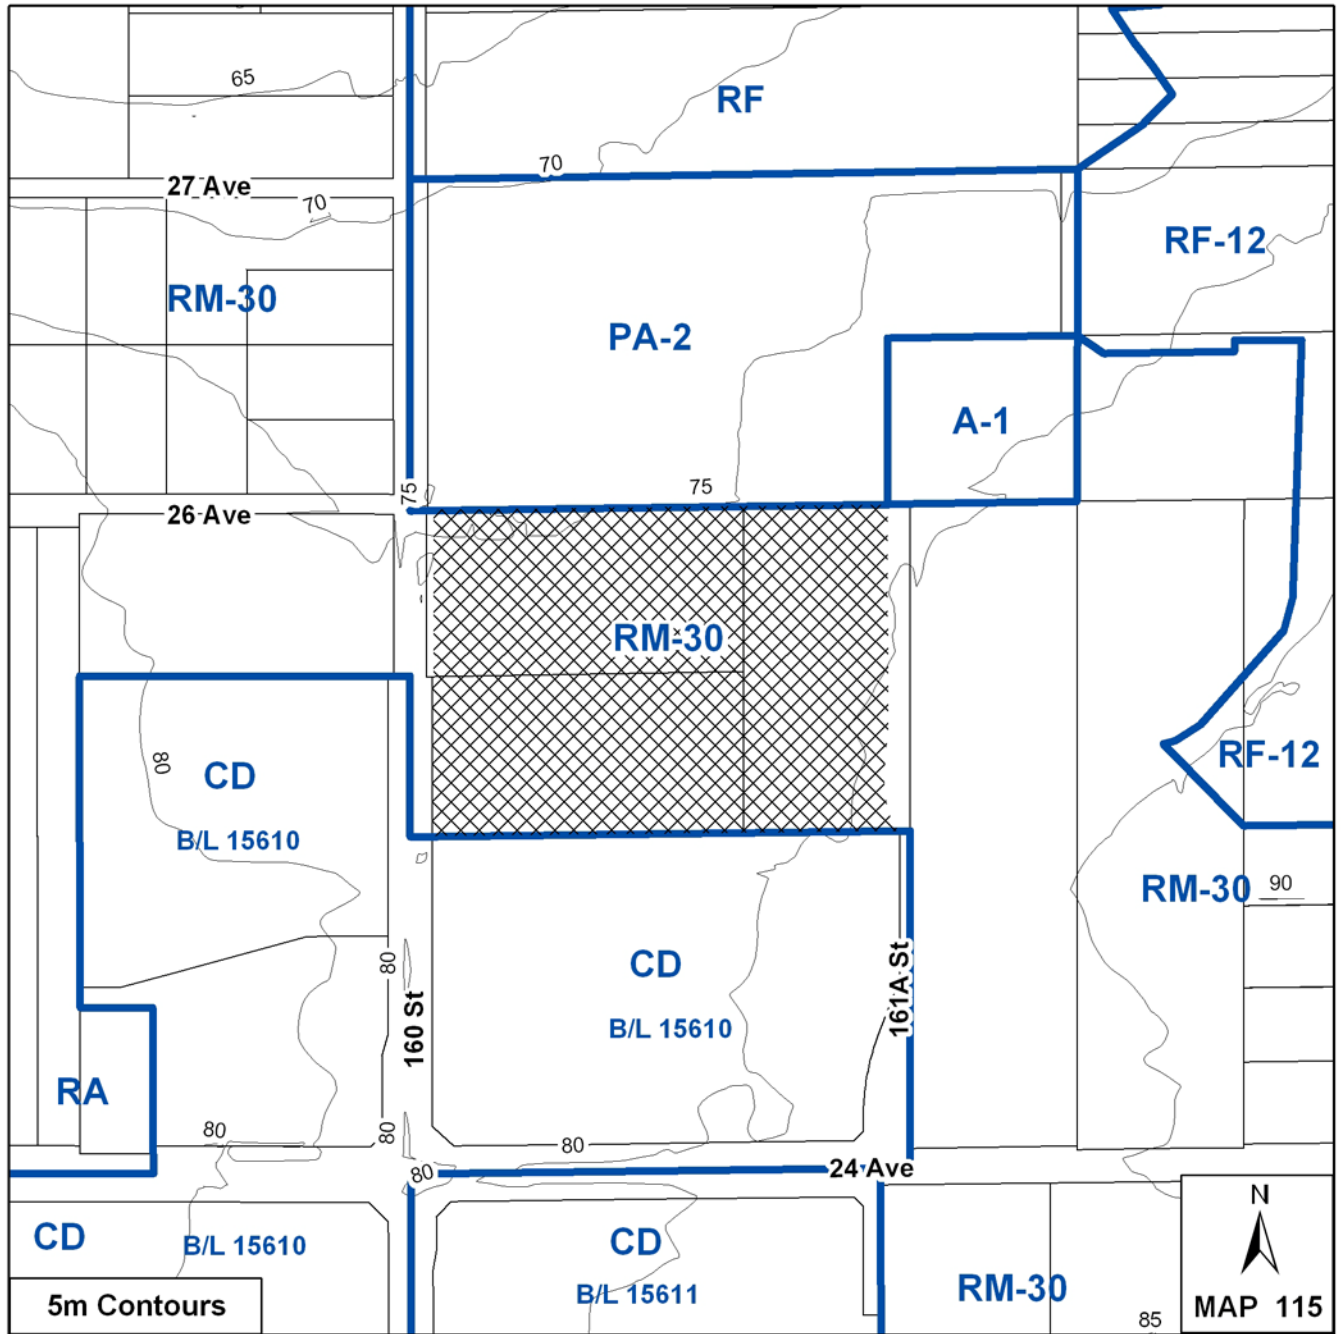 65
RF
70
27 Ave
70
RF-12
RM-30
PA-2
A-1
75
75
26 Ave
RM-30
80
CD
B/L 15610
RF-12
RM-30
90
80
CD
B/L 15610
160 St
161A St
RA
80
80
80
80
24 Ave
CD
B/L 15610
CD
B/L 15611
RM-30
85
N
5m Contours
MAP 115